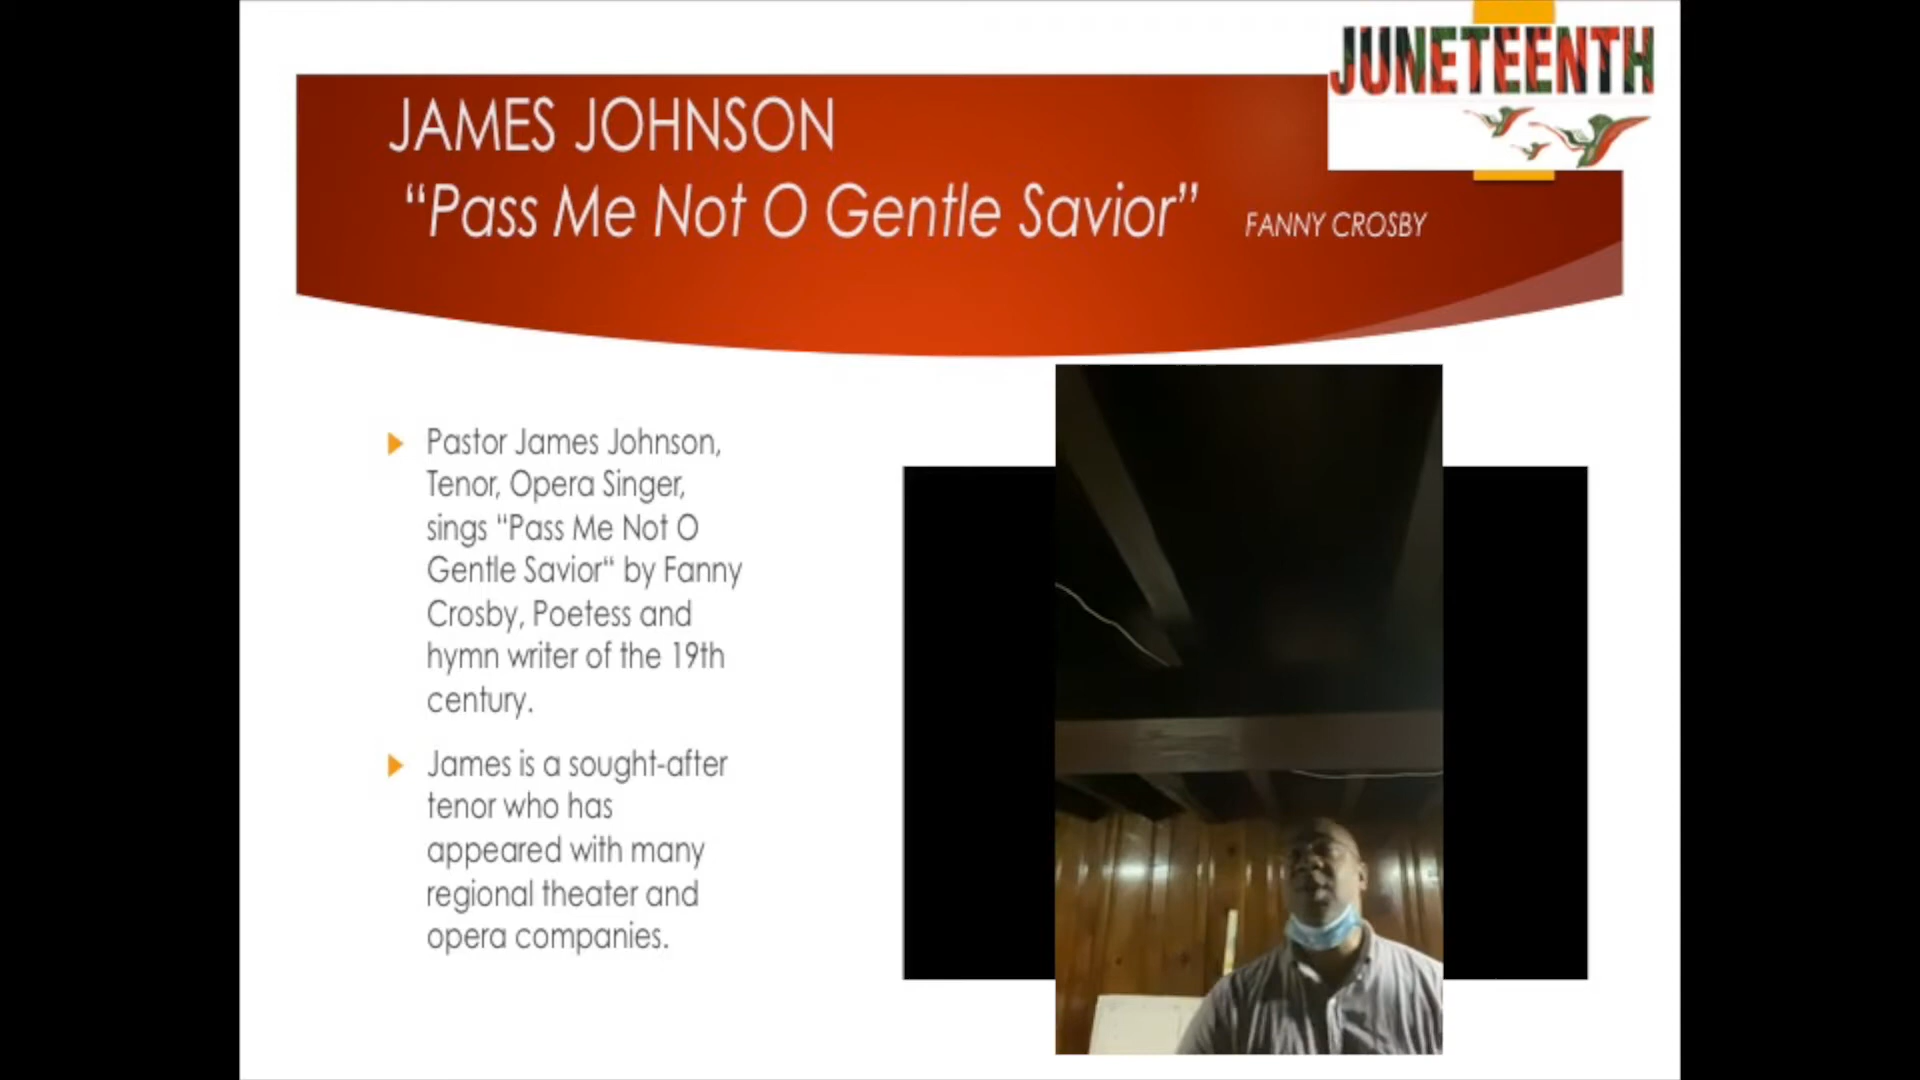 JUNETEENTH
JAMES JOHNSON
“Pass Me Not O Gentle Savior” FANNY CROSBY
Pastor James Johnson,
Tenor, Opera Singer,
sings “Pass Me Not O
Gentle Savior“ by Fanny
Crosby, Poetess and
hymn writer of the 19th
century.
James is a sought-after
tenor who has
appeared with many
regional theater and
opera companies.